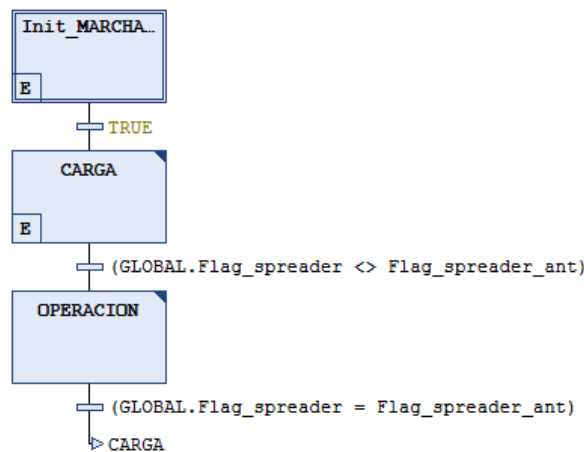 Init_MARCHA…
E
TRUE
CARGA
E
(GLOBAL.Flag_spreader <> Flag_spreader_ant)
OPERACION
(GLOBAL.Flag_spreader = Flag_spreader_ant)
CARGA